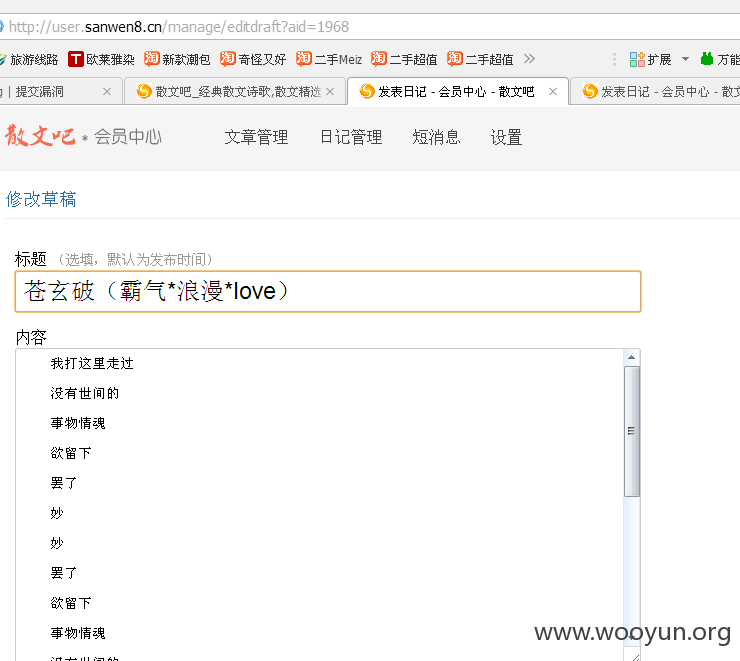 http://user.sanwen8.cn/manage/editdraft?aid=1968
旅游线路 欧莱雅染 新款潮包 奇怪又好 二手Meiz 二手超值 二手超值 扩展 万能
| 提交漏洞 散文吧_经典散文诗歌,散文精选 发表日记 - 会员中心 - 散文吧 发表日记 - 会员中心 - 散文
散文吧 * 会员中心 文章管理 日记管理 短消息 设置
修改草稿
标题 （选填，默认为发布时间）
苍玄破（霸气*浪漫*love）
内容
我打这里走过
没有世间的
事物情魂
欲留下
罢了
妙
妙
罢了
欲留下
事物情魂
没有世间的
www.wooyun.org